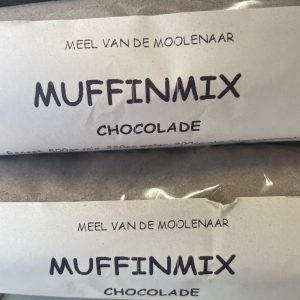 MEEL VAN DE MOOLENAAR
MUFFINMIX
CHOCOLADE
MEEL VAN DE MOOLENAAR
MUFFINMIX
CHOCOLADE